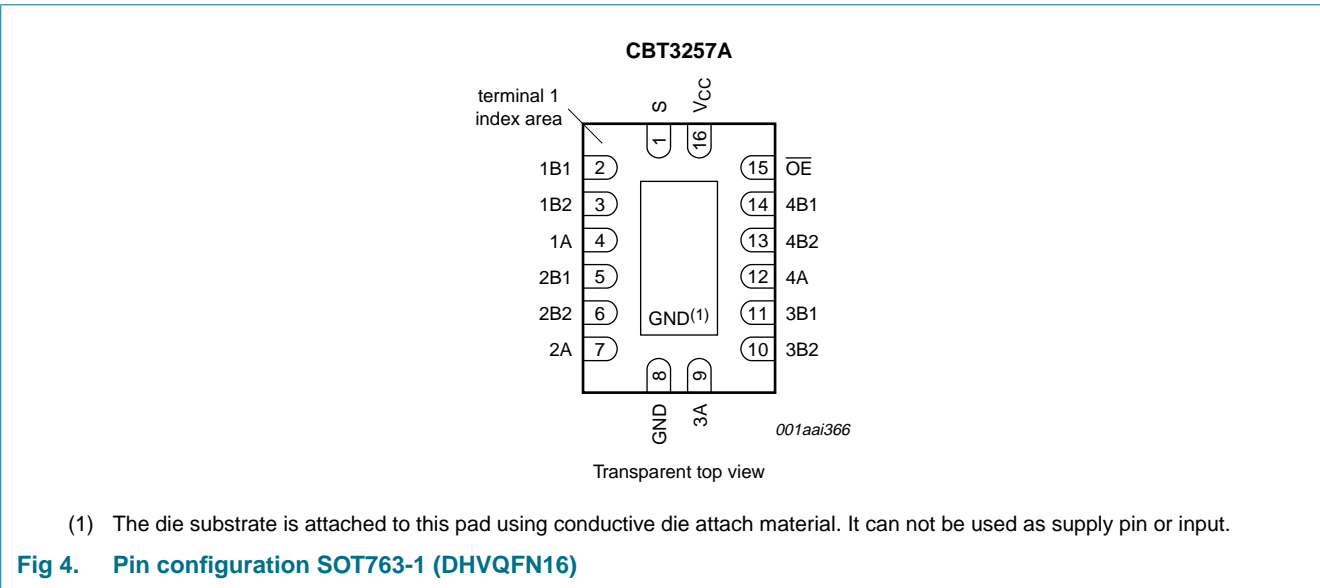 CBT3257A
terminal 1
index area
S
VCC
1
16
1B1 2
15 OE
1B2 3
14 4B1
1A 4
13 4B2
2B1 5
12 4A
2B2 6
11 3B1
GND(1)
2A 7
10 3B2
8
9
GND
3A
001aai366
Transparent top view
(1) The die substrate is attached to this pad using conductive die attach material. It can not be used as supply pin or input.
Fig 4. Pin configuration SOT763-1 (DHVQFN16)